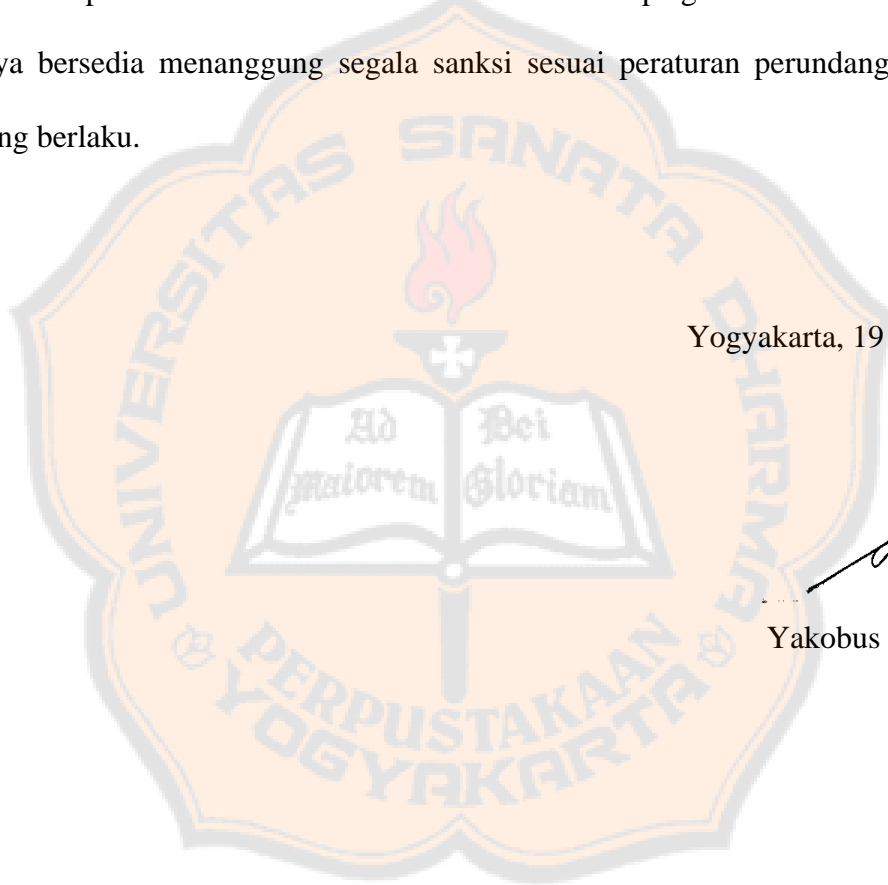 ya bersedia menanggung segala sanksi sesuai peraturan perundang
ng berlaku.
UNIVERSITAS SANATA DHARMA
Yogyakarta, 19
Ad Dei
maiorem Gloriam
Yakobus
PERPUSTAKAAN
YOGYAKARTA